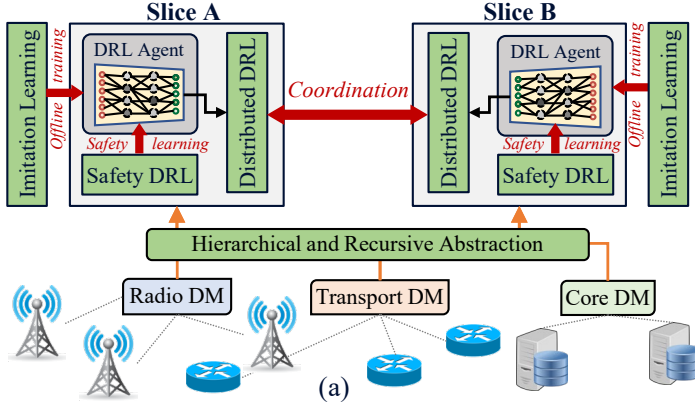 Slice A
Slice B
Imitation Learning
Offline training
DRL Agent
Safety learning
Safety DRL
Distributed DRL
Coordination
Distributed DRL
DRL Agent
Safety learning
Safety DRL
Offline training
Imitation Learning
Hierarchical and Recursive Abstraction
Radio DM
Transport DM
Core DM
(a)